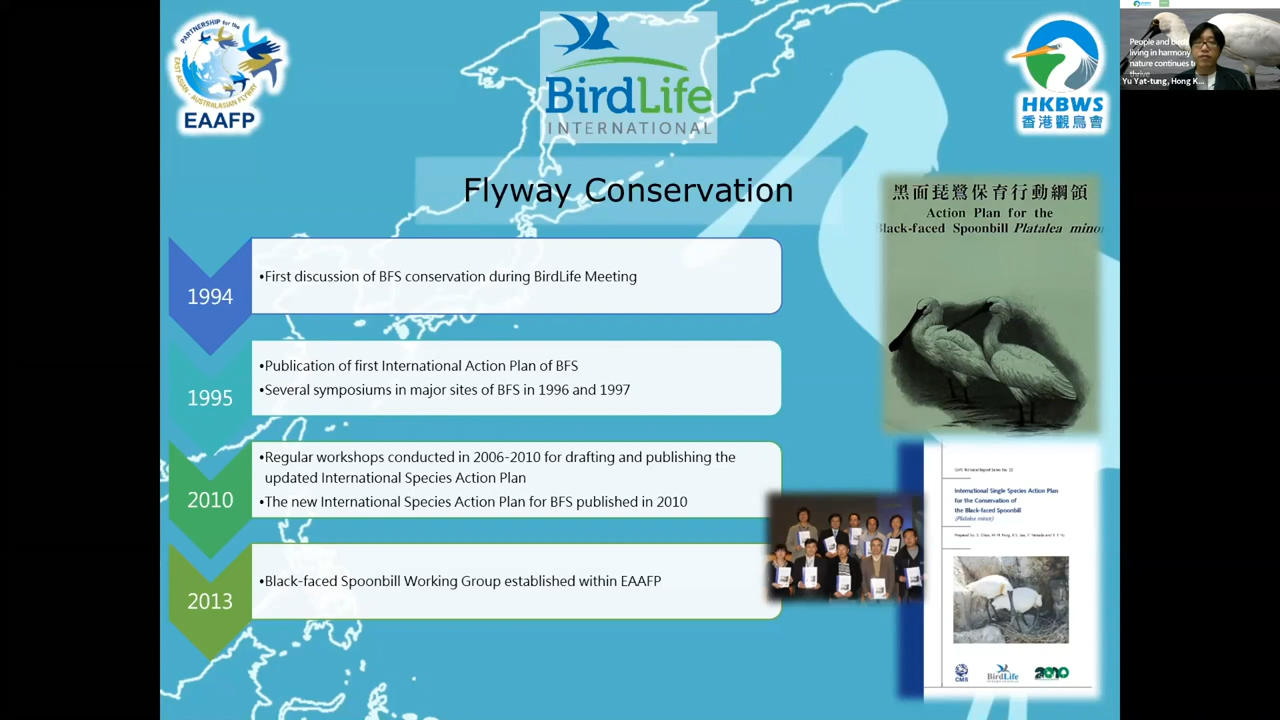 PARTNERSHIP for the
EAST ASIAN - AUSTRALASIAN FLYWAY
EAAFP
BirdLife
INTERNATIONAL
HKBWS
香港觀鳥會
People and birds
living in harmony
nature continues to
thrive
Yu Yat-tung, Hong K...
Flyway Conservation
黑面琵鷺保育行動綱領
Action Plan for the
Black-faced Spoonbill Platalea minor
1994
•First discussion of BFS conservation during BirdLife Meeting
1995
•Publication of first International Action Plan of BFS
•Several symposiums in major sites of BFS in 1996 and 1997
2010
•Regular workshops conducted in 2006-2010 for drafting and publishing the
updated International Species Action Plan
International Species Action Plan for BFS published in 2010
2013
•Black-faced Spoonbill Working Group established within EAAFP
International Single Species Action Plan
for the Conservation of
the Black-faced Spoonbill
(Platalea minor)
CMS
BirdLife
INTERNATIONAL
2010